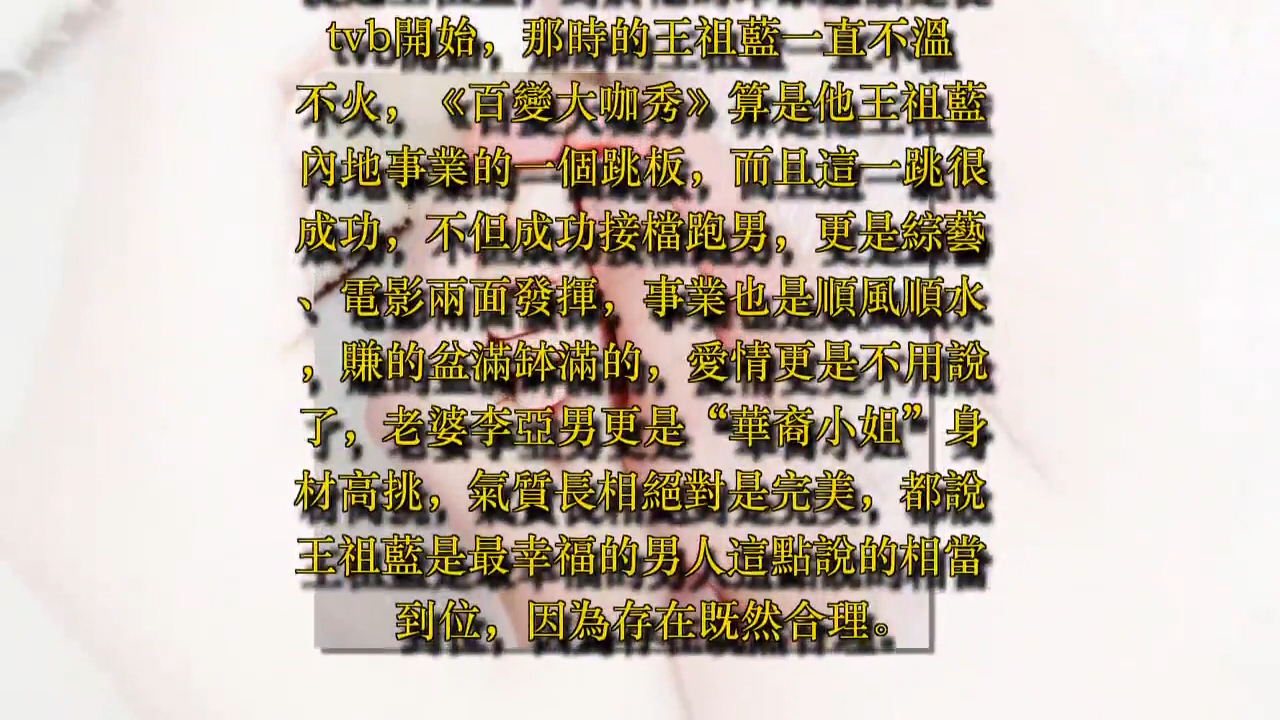 tvb開始，那時的王祖藍一直不溫
不火，《百變大咖秀》算是他王祖藍
內地事業的一個跳板，而且這一跳很
成功，不但成功接檔跑男，更是綜藝
、電影兩面發揮，事業也是順風順水
，賺的盆滿缽滿的，愛情更是不用說
了，老婆李亞男更是“華裔小姐”身
材高挑，氣質長相絕對是完美，都說
王祖藍是最幸福的男人這點說的相當
到位，因為存在既然合理。